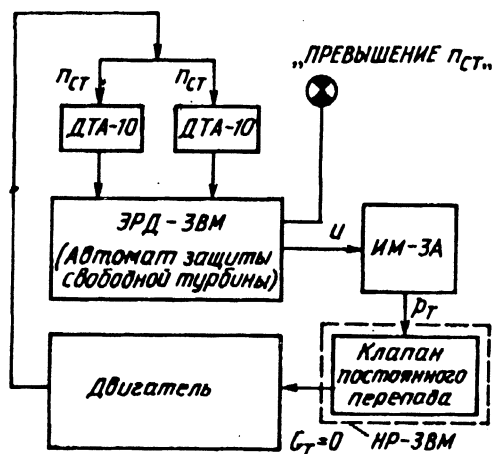 „ПРЕВЫШЕНИЕ nст„
nст
nст
ДТА-10
ДТА-10
ЭРД-3ВМ
(Автомат защиты
свободной турбины)
U
ИМ-3А
Pт
Клапан
постоянного
перепада
Двигатель
Gт=0
НР-3ВМ